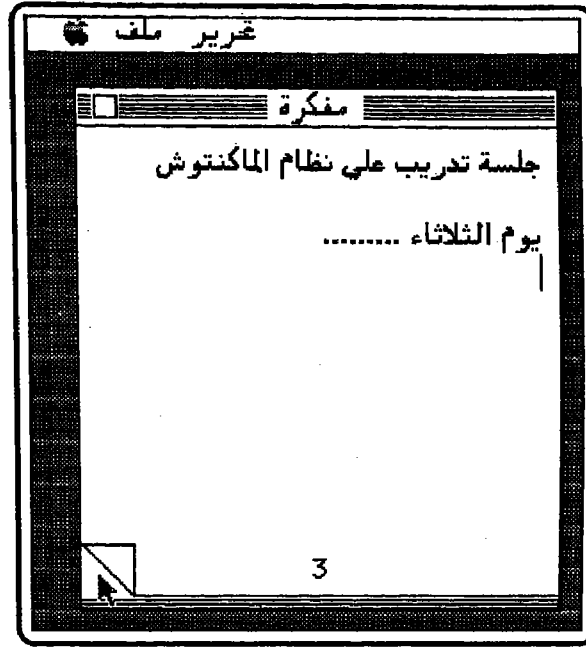 ملف تحرير
مفكرة
جلسة تدريب علي نظام الماكنتوش
يوم الثلاثاء .........
3